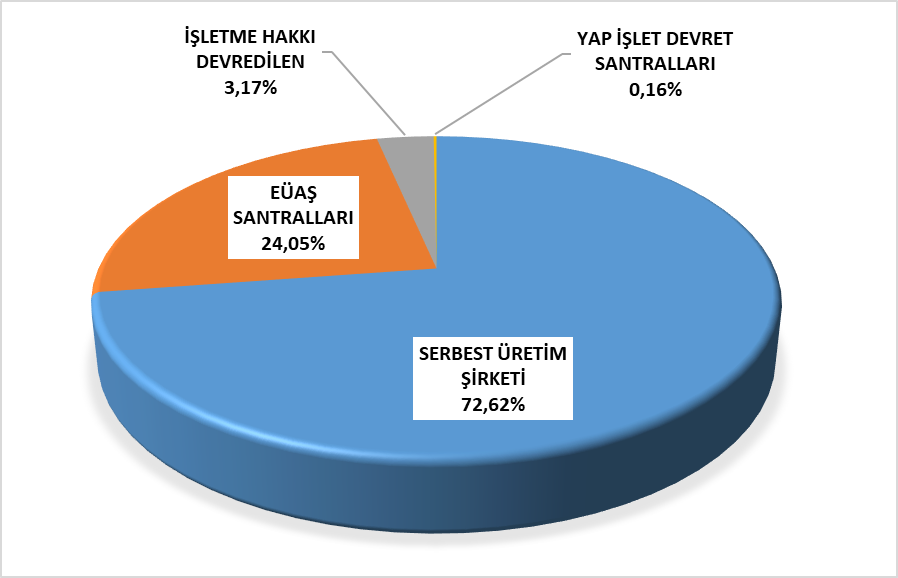 İŞLETME HAKKI
DEVREDİLEN
3,17%
YAP İŞLET DEVRET
SANTRALLARI
0,16%
EÜAŞ
SANTRALLARI
24,05%
SERBEST ÜRETİM
ŞİRKETİ
72,62%